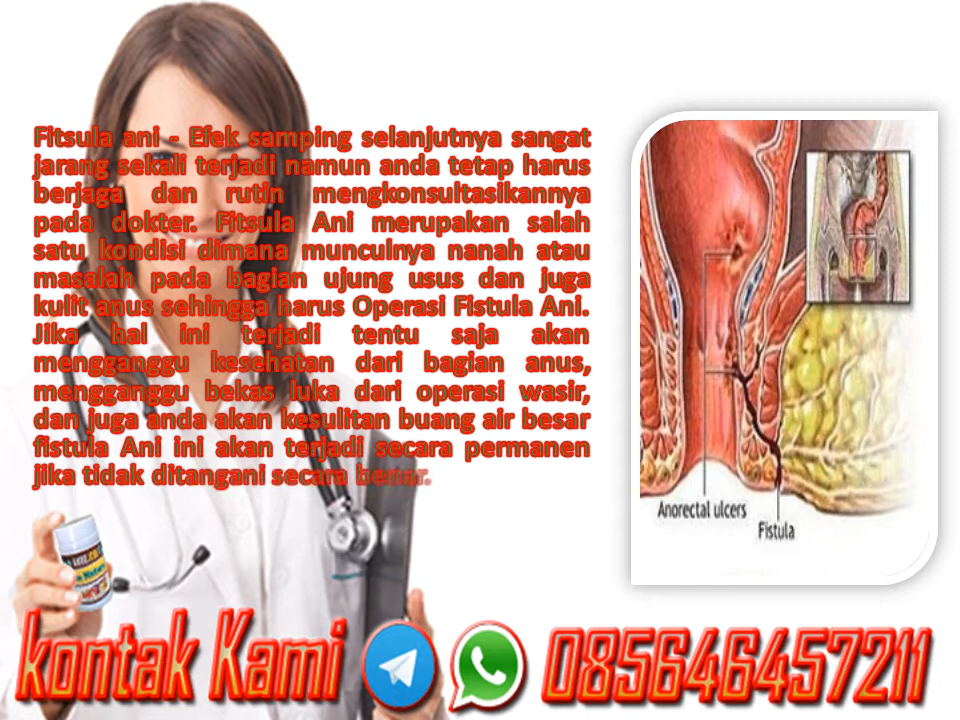 Fitsula ani - Efek samping selanjutnya sangat
jarang sekali terjadi namun anda tetap harus
berjaga dan rutin mengkonsultasikannya
pada dokter. Fitsula Ani merupakan salah
satu kondisi dimana munculnya nanah atau
masalah pada bagian ujung usus dan juga
kulit anus sehingga harus Operasi Fistula Ani.
Jika hal ini terjadi tentu saja akan
mengganggu kesehatan dari bagian anus,
mengganggu bekas luka dari operasi wasir,
dan juga anda akan kesulitan buang air besar
fistula Ani ini akan terjadi secara permanen
jika tidak ditangani secara benar.
Anorectal ulcers
Fistula
kontak Kami 085646457211